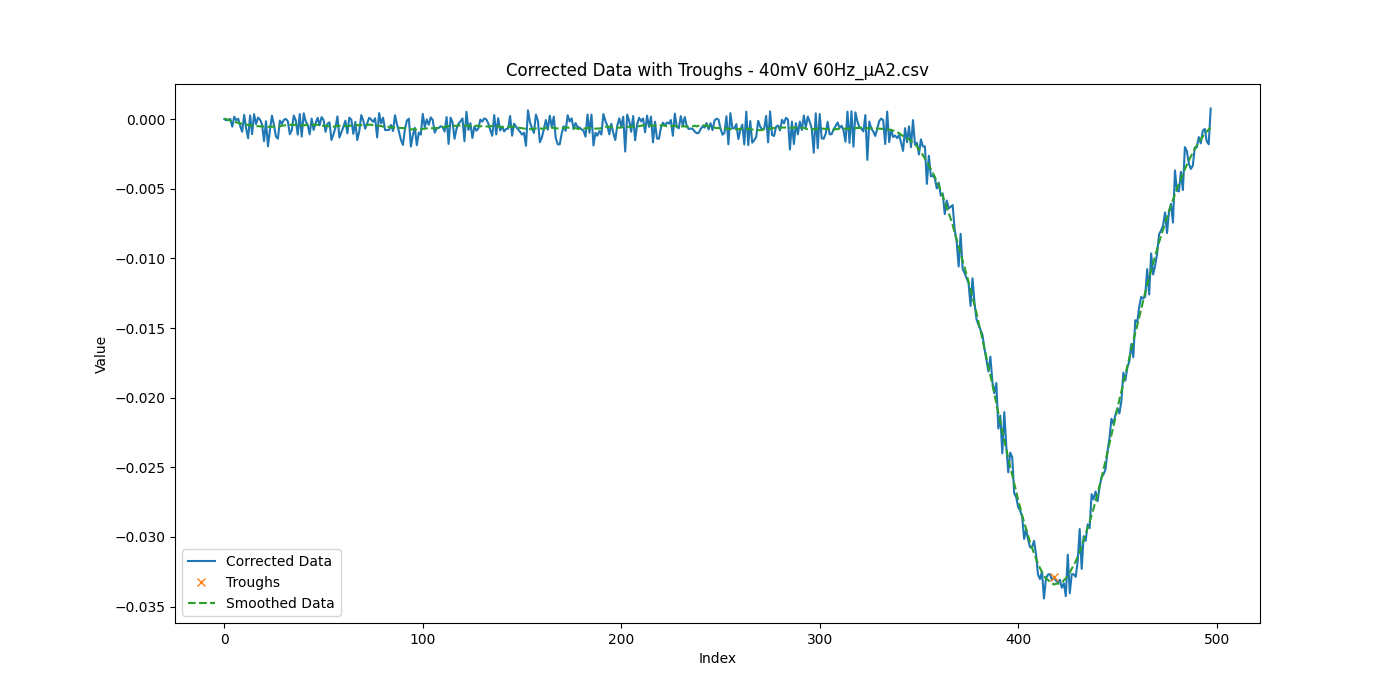 Corrected Data with Troughs - 40mV 60Hz_µA2.csv
0.000
−0.005
−0.010
−0.015
−0.020
−0.025
−0.030
−0.035
Value
Corrected Data
Troughs
Smoothed Data
0 100 200 300 400 500
Index